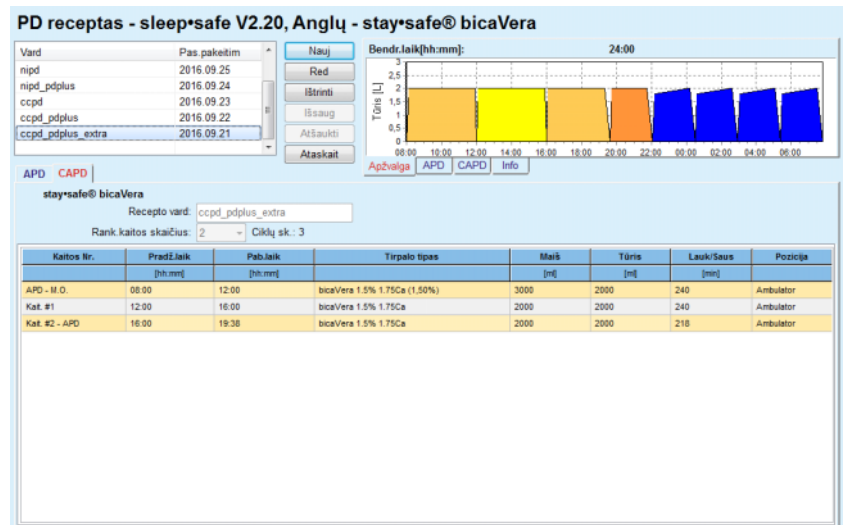 PD receptas - sleep•safe V2.20, Anglų - stay•safe® bicaVera
Vard Pas.pakeitim
nipd 2016.09.25
nipd_pdplus 2016.09.24
ccpd 2016.09.23
ccpd_pdplus 2016.09.22
ccpd_pdplus_extra 2016.09.21
Nauj
Red
Ištrinti
Išsaug
Atšaukti
Ataskait
Bendr.laik[hh:mm]: 24:00
Tūris [L]
3
2,5
2
1,5
1
0,5
0
08:00 10:00 12:00 14:00 16:00 18:00 20:00 22:00 00:00 02:00 04:00 06:00
Apžvalga APD CAPD Info
APD CAPD
stay•safe® bicaVera
Recepto vard: ccpd_pdplus_extra
Rank.kaitos skaičius: 2 Ciklų sk.: 3
Kaitos Nr. Pradž.laik Pab.laik Tirpalo tipas Maiš Tūris Lauk/Saus Pozicija
[hh:mm] [hh:mm] [ml] [ml] [min]
APD - M.O. 08:00 12:00 bicaVera 1.5% 1.75Ca (1,50%) 3000 2000 240 Ambulator
Kait. #1 12:00 16:00 bicaVera 1.5% 1.75Ca 2000 2000 240 Ambulator
Kait. #2 - APD 16:00 19:38 bicaVera 1.5% 1.75Ca 2000 2000 218 Ambulator